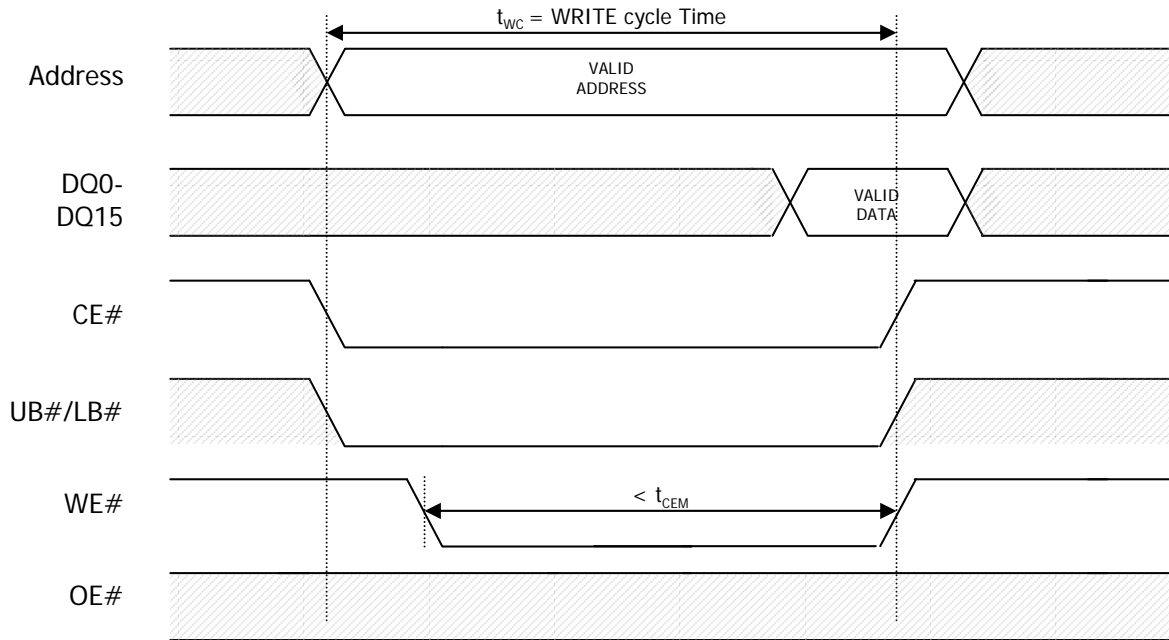 t_WC = WRITE cycle Time
Address
VALID
ADDRESS
DQ0-
DQ15
VALID
DATA
CE#
UB#/LB#
WE#
< t_CEM
OE#